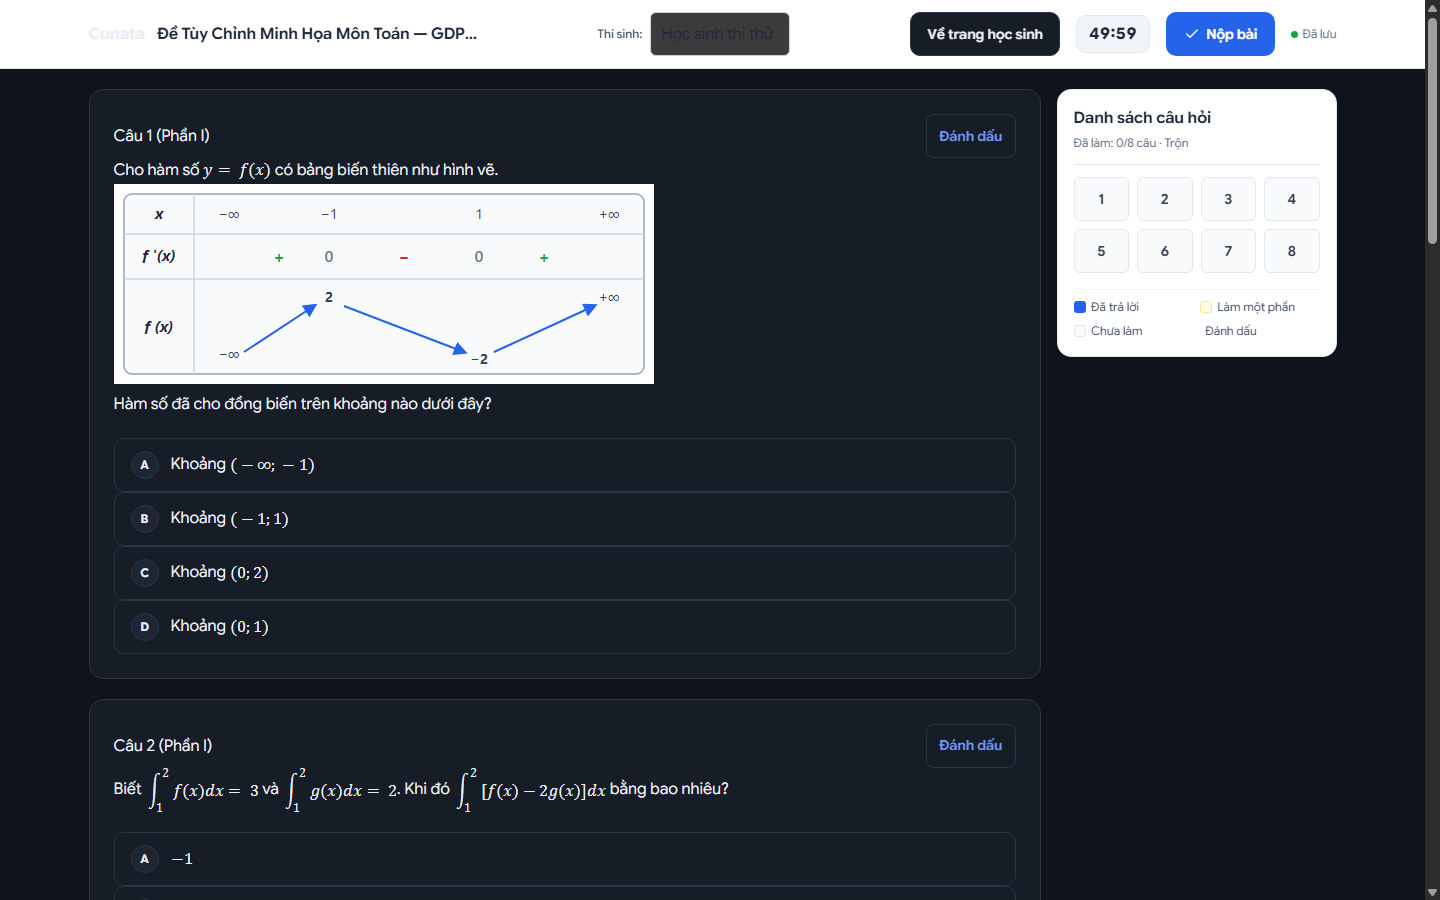 Cunata Đề Tùy Chỉnh Minh Họa Môn Toán — GDP... Thí sinh: Học sinh thi thử Về trang học sinh 49:59 Nộp bài Đã lưu
Câu 1 (Phần I) Đánh dấu
Cho hàm số y = f(x) có bảng biến thiên như hình vẽ.
x −∞ −1 1 +∞
f '(x) + 0 − 0 +
2 +∞
f (x)
−∞ −2
Hàm số đã cho đồng biến trên khoảng nào dưới đây?
A Khoảng (−∞; −1)
B Khoảng (−1; 1)
C Khoảng (0; 2)
D Khoảng (0; 1)
Câu 2 (Phần I) Đánh dấu
Biết ∫₁² f(x)dx = 3 và ∫₁² g(x)dx = 2. Khi đó ∫₁² [f(x) − 2g(x)]dx bằng bao nhiêu?
A −1
Danh sách câu hỏi
Đã làm: 0/8 câu · Trộn
1 2 3 4
5 6 7 8
Đã trả lời Làm một phần
Chưa làm Đánh dấu